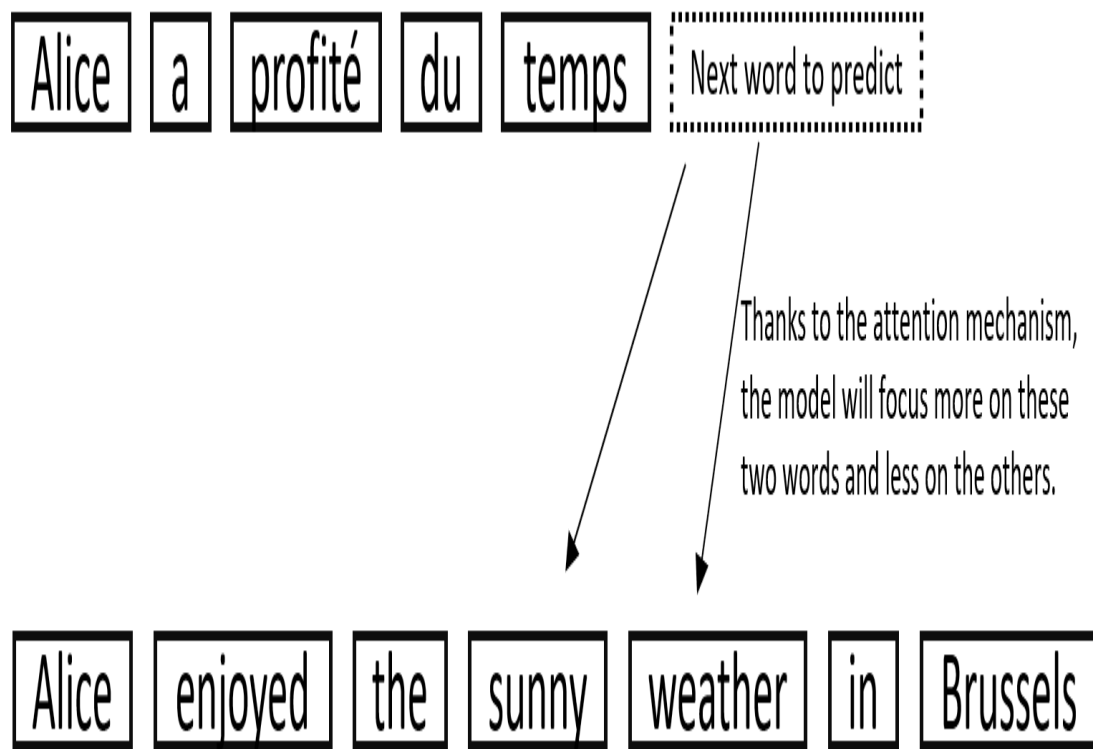 Alice a profité du temps Next word to predict
Thanks to the attention mechanism,
the model will focus more on these
two words and less on the others.
Alice enjoyed the sunny weather in Brussels